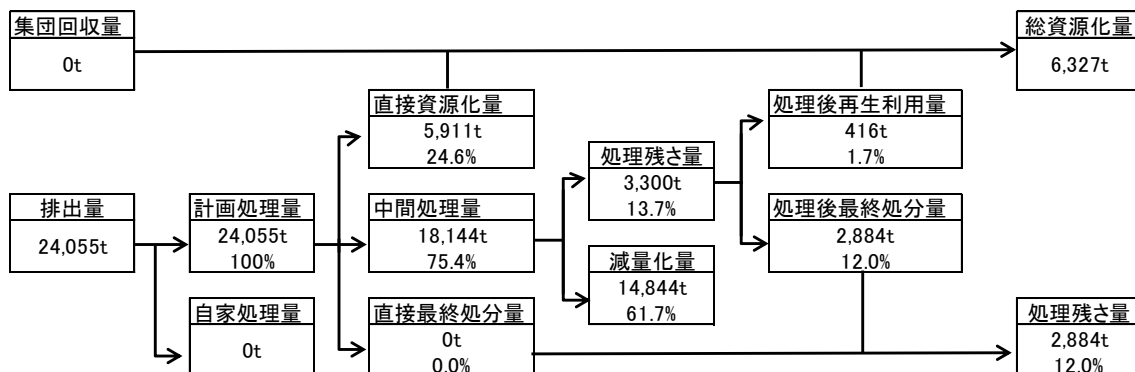 集団回収量
0t
総資源化量
6,327t
直接資源化量
5,911t
24.6%
処理後再生利用量
416t
1.7%
処理残さ量
3,300t
13.7%
排出量
24,055t
計画処理量
24,055t
100%
中間処理量
18,144t
75.4%
処理後最終処分量
2,884t
12.0%
減量化量
14,844t
61.7%
自家処理量
0t
直接最終処分量
0t
0.0%
処理残さ量
2,884t
12.0%